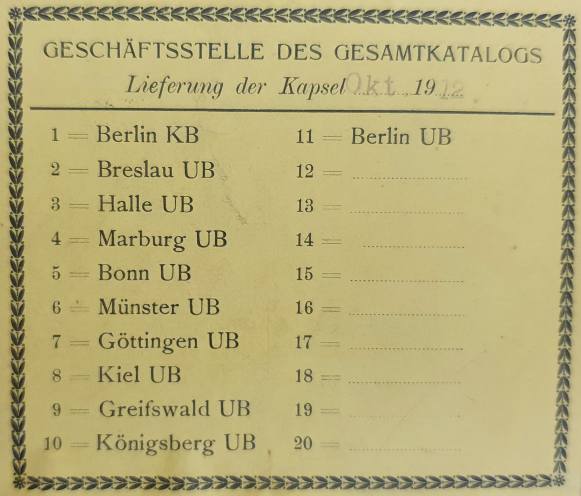 GESCHÄFTSSTELLE DES GESAMTKATALOGS
Lieferung der Kapsel Okt 1912
1 = Berlin KB
2 = Breslau UB
3 = Halle UB
4 = Marburg UB
5 = Bonn UB
6 = Münster UB
7 = Göttingen UB
8 = Kiel UB
9 = Greifswald UB
10 = Königsberg UB
11 = Berlin UB
12 =
13 =
14 =
15 =
16 =
17 =
18 =
19 =
20 =